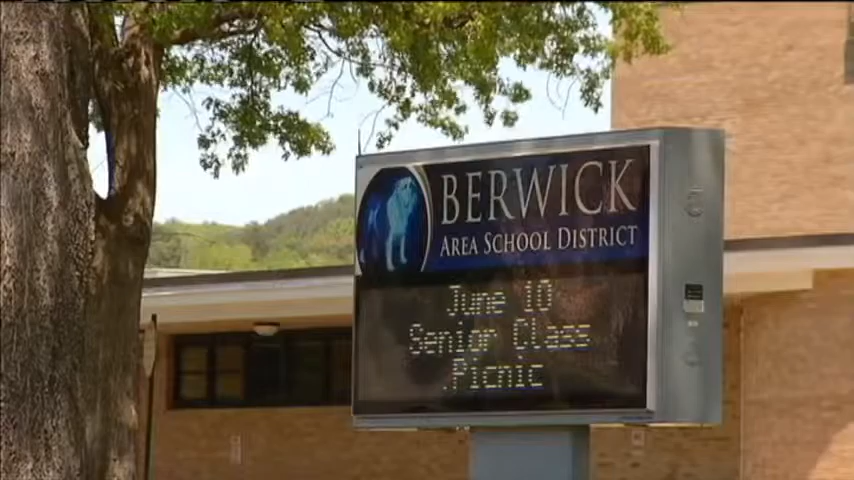 BERWICK
AREA SCHOOL DISTRICT
June 10
Senior Class
Picnic